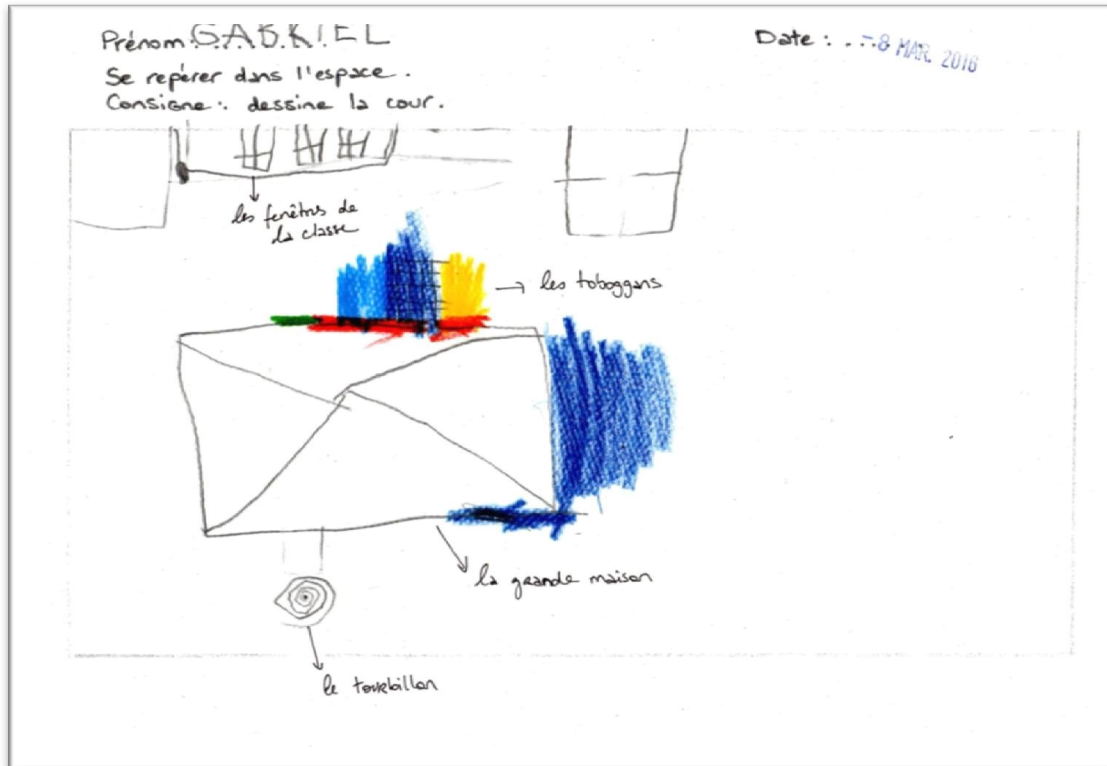 Prénom: GABRIEL
Date : ... -8 MAR. 2016
Se repérer dans l'espace.
Consigne : dessine la cour.
les fenêtres de
la classe
→ les toboggans
la grande maison
le tourbillon